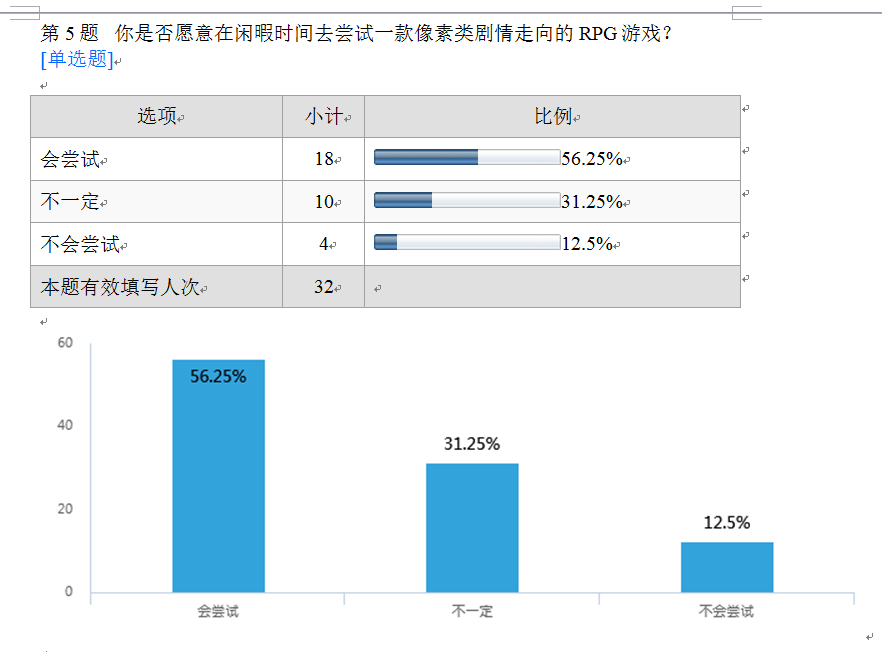 第 5 题   你是否愿意在闲暇时间去尝试一款像素类剧情走向的 RPG 游戏？
[单选题]
选项 小计 比例
会尝试 18 56.25%
不一定 10 31.25%
不会尝试 4 12.5%
本题有效填写人次 32
60
56.25%
40
31.25%
20
12.5%
0
会尝试 不一定 不会尝试